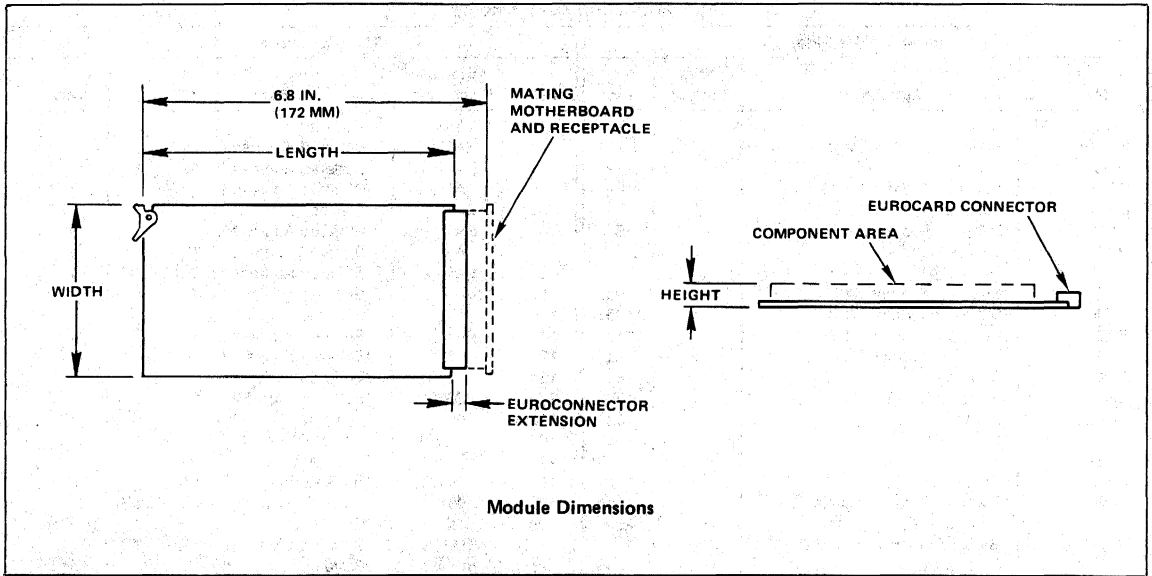 6.8 IN.
(172 MM)
LENGTH
MATING
MOTHERBOARD
AND RECEPTACLE
WIDTH
EUROCONNECTOR
EXTENSION
EUROCARD CONNECTOR
COMPONENT AREA
HEIGHT
Module Dimensions